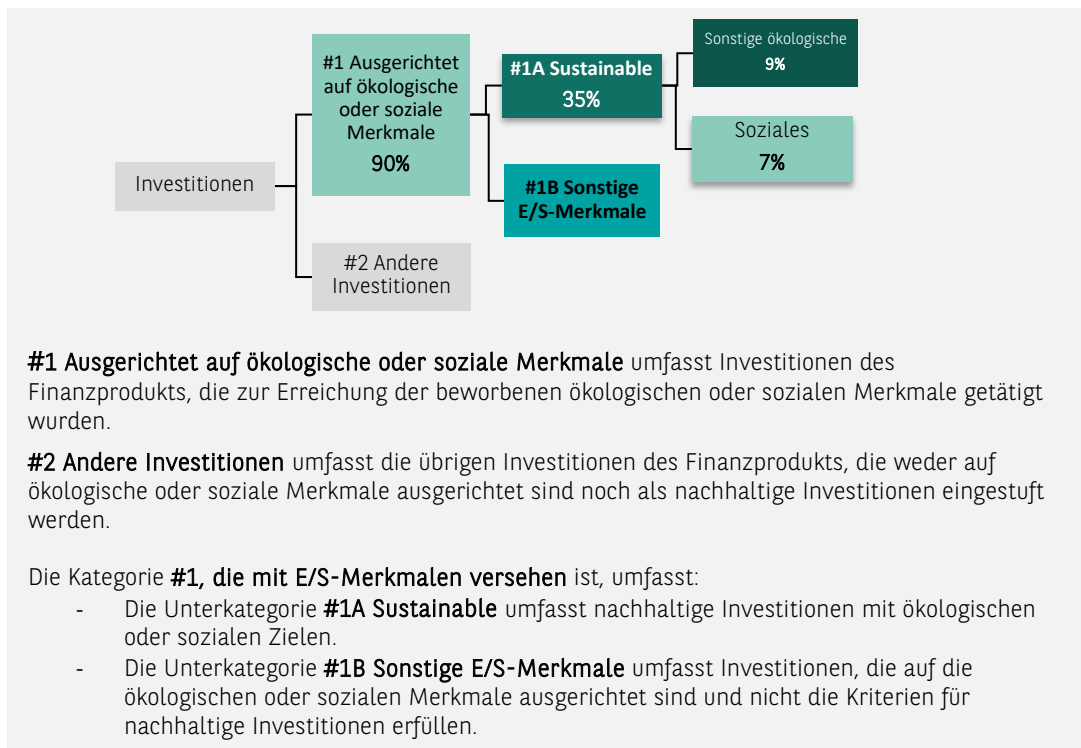 #1 Ausgerichtet
auf ökologische
oder soziale
Merkmale
90%
#1A Sustainable
35%
Sonstige ökologische
9%
Soziales
7%
Investitionen
#1B Sonstige
E/S-Merkmale
#2 Andere
Investitionen
#1 Ausgerichtet auf ökologische oder soziale Merkmale umfasst Investitionen des
Finanzprodukts, die zur Erreichung der beworbenen ökologischen oder sozialen Merkmale getätigt
wurden.
#2 Andere Investitionen umfasst die übrigen Investitionen des Finanzprodukts, die weder auf
ökologische oder soziale Merkmale ausgerichtet sind noch als nachhaltige Investitionen eingestuft
werden.
Die Kategorie #1, die mit E/S-Merkmalen versehen ist, umfasst:
- Die Unterkategorie #1A Sustainable umfasst nachhaltige Investitionen mit ökologischen
oder sozialen Zielen.
- Die Unterkategorie #1B Sonstige E/S-Merkmale umfasst Investitionen, die auf die
ökologischen oder sozialen Merkmale ausgerichtet sind und nicht die Kriterien für
nachhaltige Investitionen erfüllen.